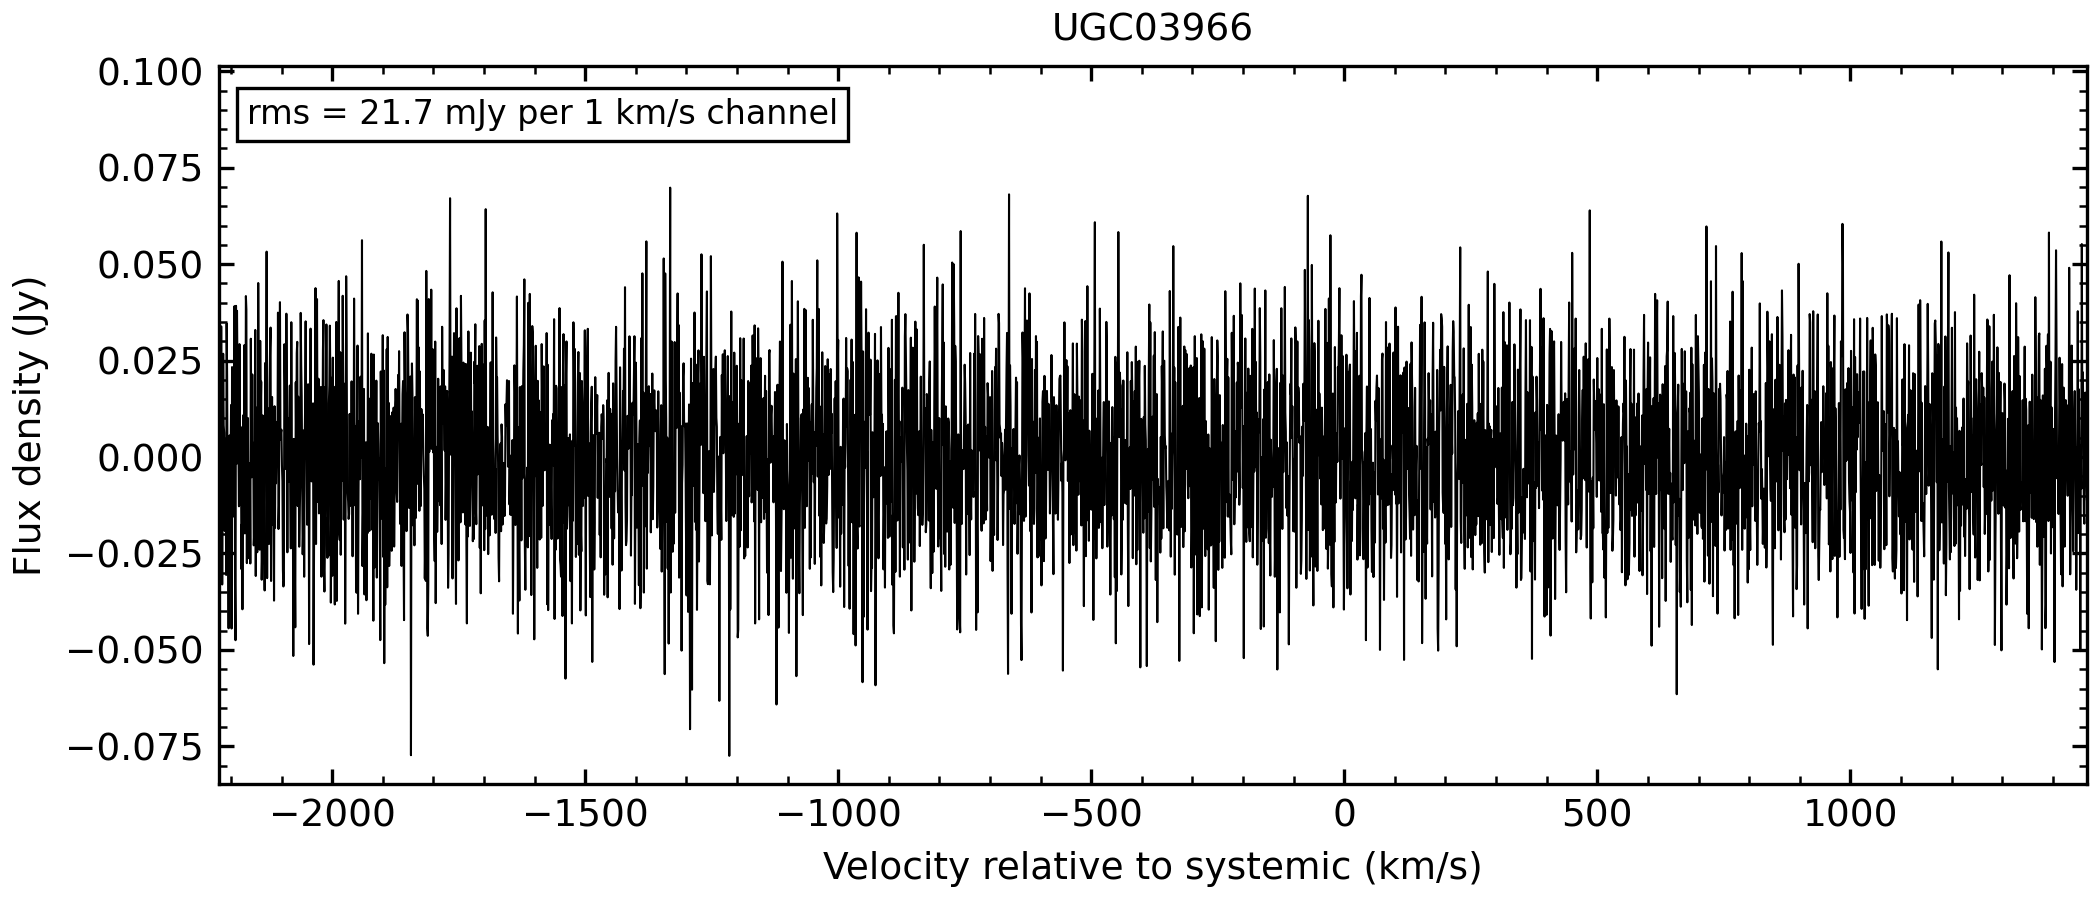 UGC03966
0.100
0.075
0.050
0.025
0.000
−0.025
−0.050
−0.075
Flux density (Jy)
rms = 21.7 mJy per 1 km/s channel
−2000 −1500 −1000 −500 0 500 1000
Velocity relative to systemic (km/s)